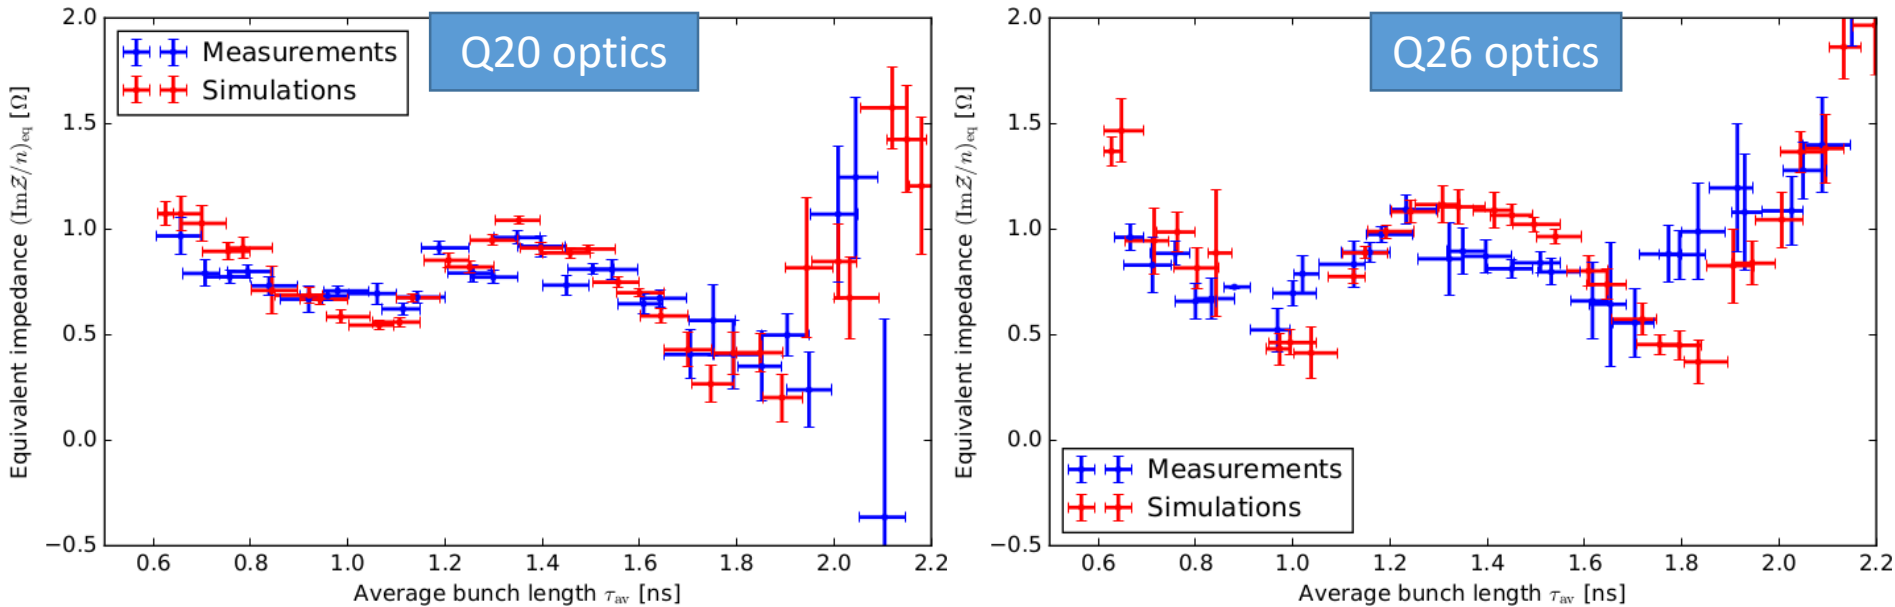 Q20 optics
Measurements
Simulations
Equivalent impedance (ImZ/n)eq [Ω]
2.0
1.5
1.0
0.5
0.0
−0.5
0.6 0.8 1.0 1.2 1.4 1.6 1.8 2.0 2.2
Average bunch length τav [ns]
Q26 optics
Equivalent impedance (ImZ/n)eq [Ω]
2.0
1.5
1.0
0.5
0.0
−0.5
Measurements
Simulations
0.6 0.8 1.0 1.2 1.4 1.6 1.8 2.0 2.2
Average bunch length τav [ns]